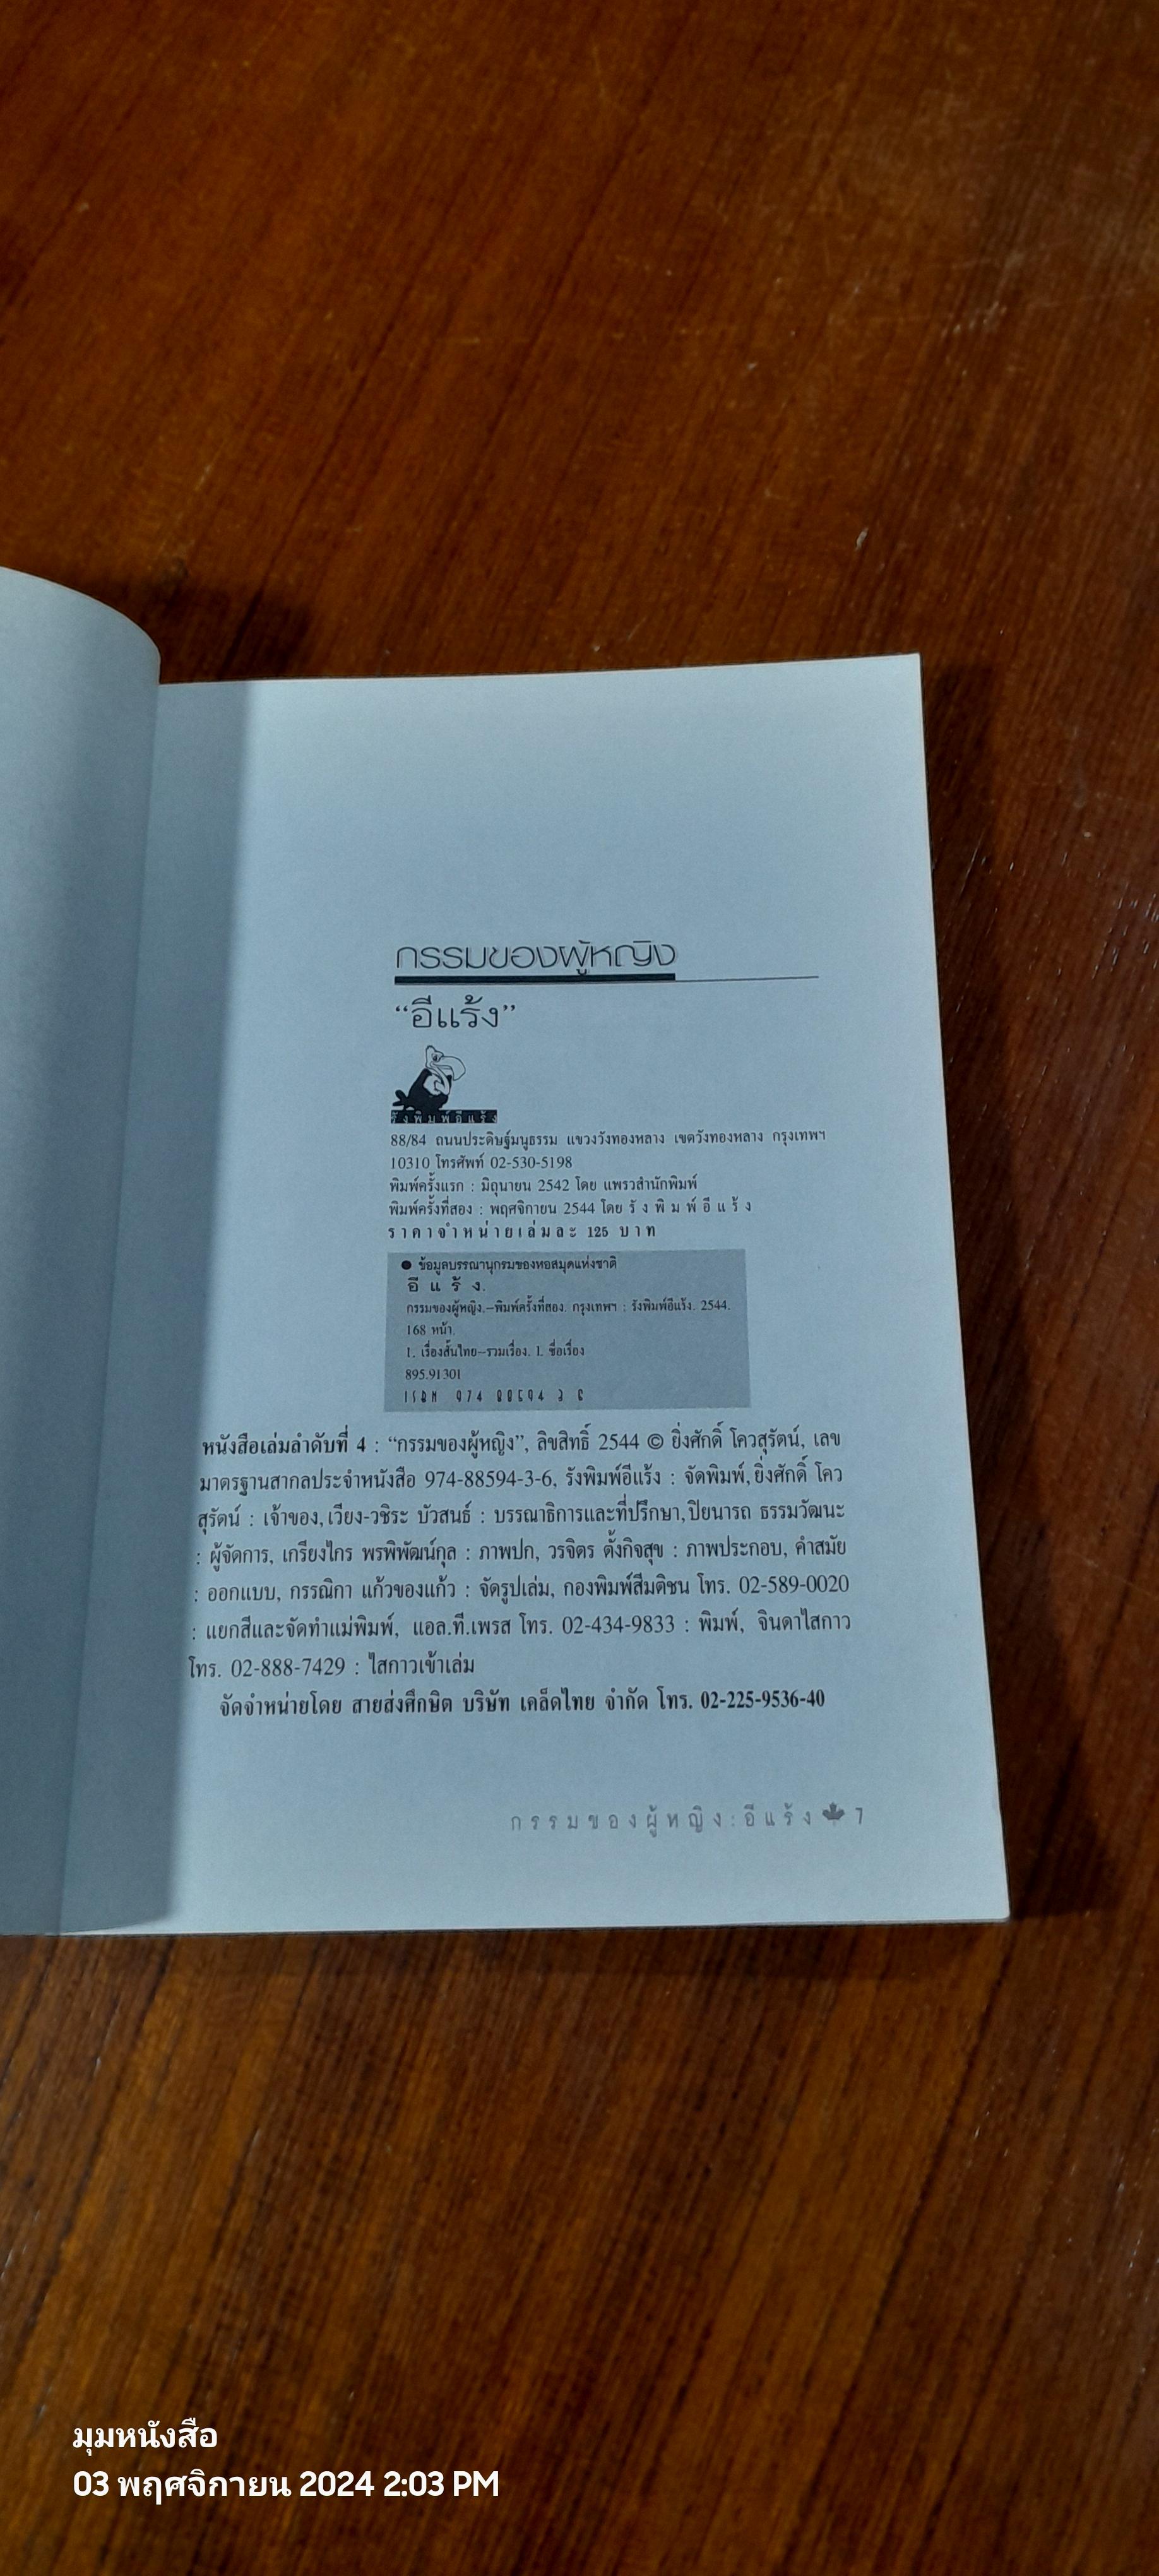 กรรมของผู้หญิง
“อีแร้ง”
รังพิมพ์อีแร้ง
88/84 ถนนประดิษฐ์มนูธรรม แขวงวังทองหลาง เขตวังทองหลาง กรุงเทพฯ
10310 โทรศัพท์ 02-530-5198
พิมพ์ครั้งแรก : มิถุนายน 2542 โดย แพรวสำนักพิมพ์
พิมพ์ครั้งที่สอง : พฤศจิกายน 2544 โดย รังพิมพ์อีแร้ง
ราคาจำหน่ายเล่มละ 125 บาท
● ข้อมูลบรรณานุกรมของหอสมุดแห่งชาติ
อีแร้ง.
กรรมของผู้หญิง.--พิมพ์ครั้งที่สอง. กรุงเทพฯ : รังพิมพ์อีแร้ง. 2544.
168 หน้า.
1. เรื่องสั้นไทย--รวมเรื่อง. I. ชื่อเรื่อง
895.91301
ISBN 974 88594 3 6
หนังสือเล่มลำดับที่ 4 : “กรรมของผู้หญิง”, ลิขสิทธิ์ 2544 © ยิ่งศักดิ์ โควสุรัตน์, เลข
มาตรฐานสากลประจำหนังสือ 974-88594-3-6, รังพิมพ์อีแร้ง : จัดพิมพ์, ยิ่งศักดิ์ โคว
สุรัตน์ : เจ้าของ, เวียง-วชิระ บัวสนธ์ : บรรณาธิการและที่ปรึกษา, ปิยนารถ ธรรมวัฒนะ
: ผู้จัดการ, เกรียงไกร พรพิพัฒน์กุล : ภาพปก, วรจิตร ตั้งกิจสุข : ภาพประกอบ, คำสมัย
: ออกแบบ, กรรณิกา แก้วของแก้ว : จัดรูปเล่ม, กองพิมพ์สีมติชน โทร. 02-589-0020
: แยกสีและจัดทำแม่พิมพ์, แอล.ที.เพรส โทร. 02-434-9833 : พิมพ์, จินดาไสกาว
โทร. 02-888-7429 : ไสกาวเข้าเล่ม
จัดจำหน่ายโดย สายส่งศึกษิต บริษัท เคล็ดไทย จำกัด โทร. 02-225-9536-40
กรรมของผู้หญิง:อีแร้ง 7
มุมหนังสือ
03 พฤศจิกายน 2024 2:03 PM